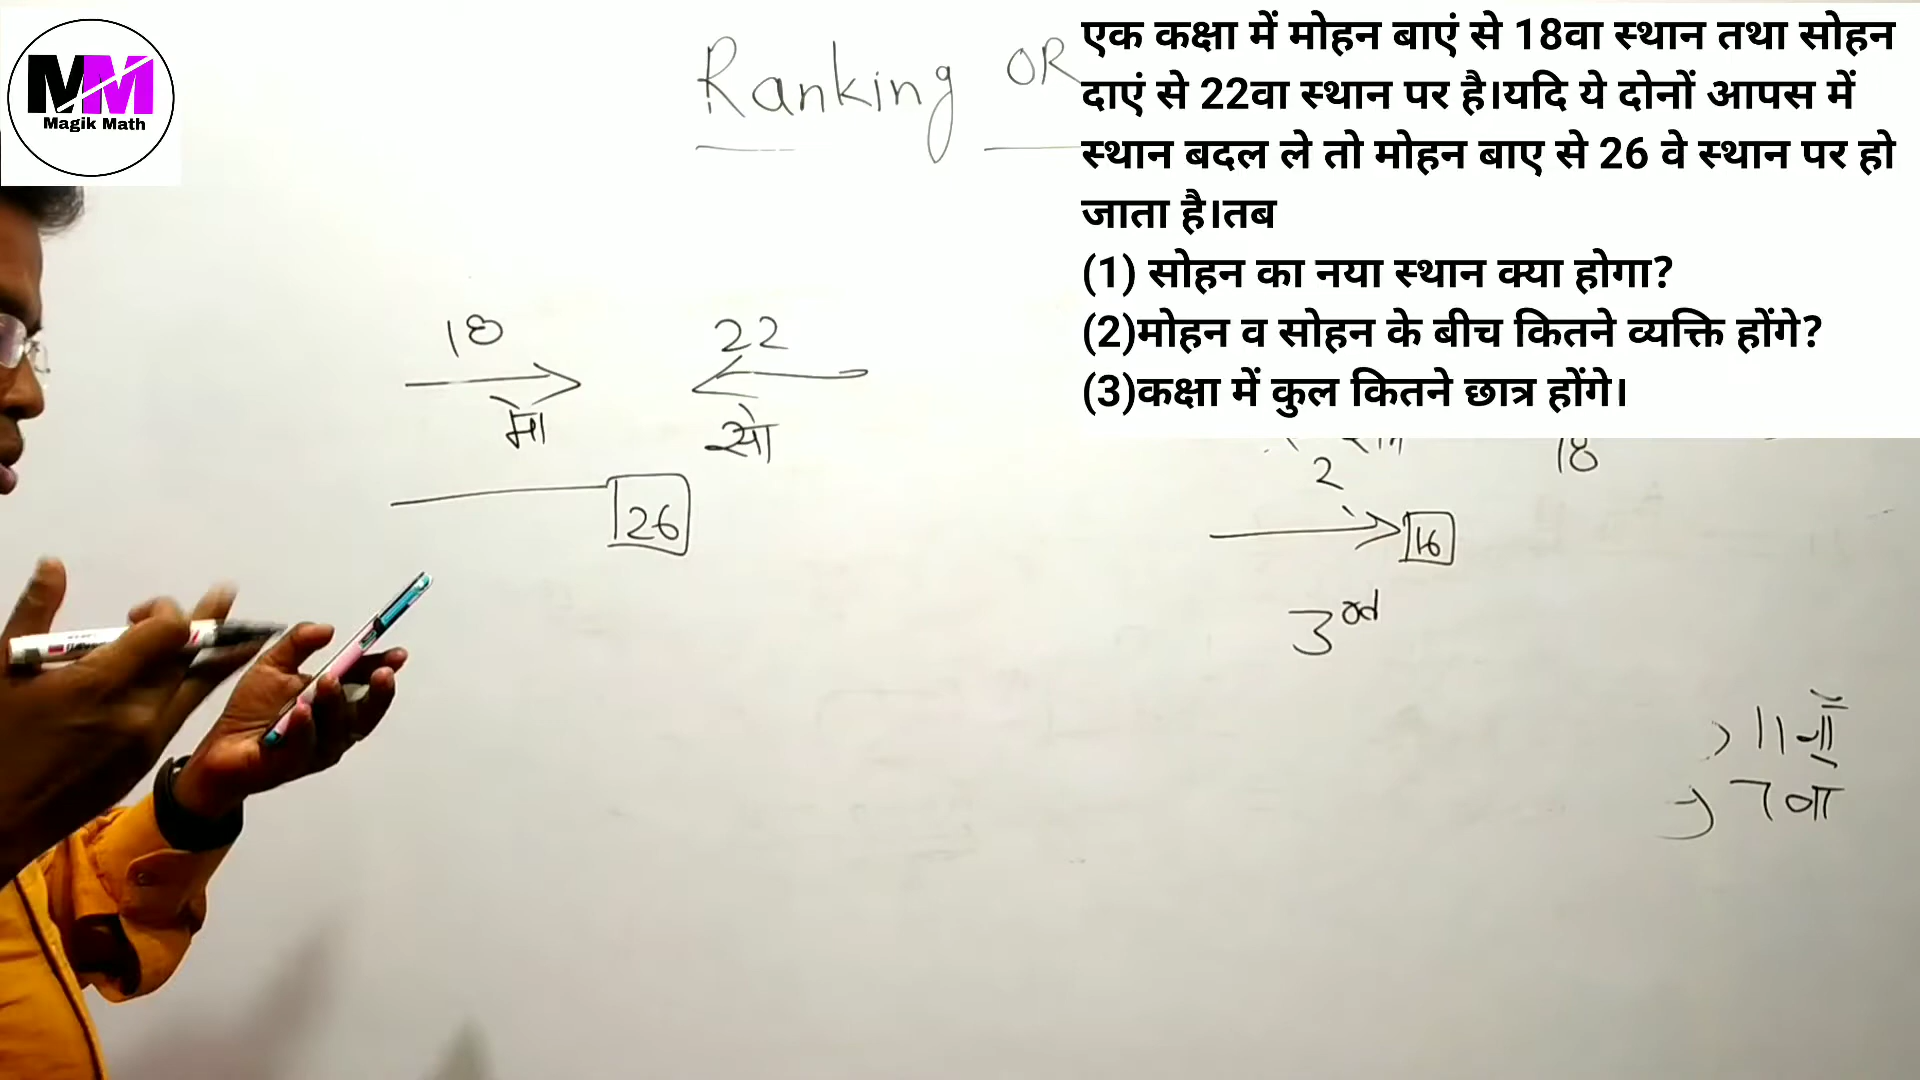 MM
Magik Math
Ranking OR
एक कक्षा में मोहन बाएं से 18वा स्थान तथा सोहन
दाएं से 22वा स्थान पर है।यदि ये दोनों आपस में
स्थान बदल ले तो मोहन बाए से 26 वे स्थान पर हो
जाता है।तब
(1) सोहन का नया स्थान क्या होगा?
(2)मोहन व सोहन के बीच कितने व्यक्ति होंगे?
(3)कक्षा में कुल कितने छात्र होंगे।
18 22
मो सो
26
18
2
16
3rd
11वाँ
7वा